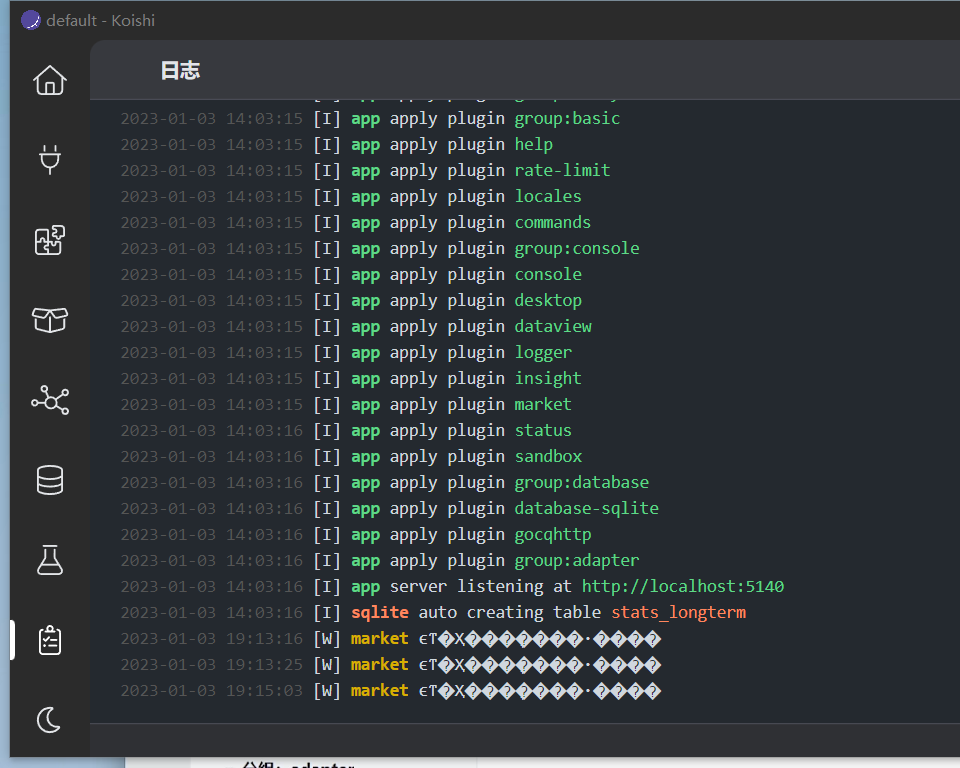 default - Koishi
日志
2023-01-03 14:03:15 [I] app apply plugin group:basic
2023-01-03 14:03:15 [I] app apply plugin help
2023-01-03 14:03:15 [I] app apply plugin rate-limit
2023-01-03 14:03:15 [I] app apply plugin locales
2023-01-03 14:03:15 [I] app apply plugin commands
2023-01-03 14:03:15 [I] app apply plugin group:console
2023-01-03 14:03:15 [I] app apply plugin console
2023-01-03 14:03:15 [I] app apply plugin desktop
2023-01-03 14:03:15 [I] app apply plugin dataview
2023-01-03 14:03:15 [I] app apply plugin logger
2023-01-03 14:03:15 [I] app apply plugin insight
2023-01-03 14:03:15 [I] app apply plugin market
2023-01-03 14:03:16 [I] app apply plugin status
2023-01-03 14:03:16 [I] app apply plugin sandbox
2023-01-03 14:03:16 [I] app apply plugin group:database
2023-01-03 14:03:16 [I] app apply plugin database-sqlite
2023-01-03 14:03:16 [I] app apply plugin gocqhttp
2023-01-03 14:03:16 [I] app apply plugin group:adapter
2023-01-03 14:03:16 [I] app server listening at http://localhost:5140
2023-01-03 14:03:16 [I] sqlite auto creating table stats_longterm
2023-01-03 19:13:16 [W] market
2023-01-03 19:13:25 [W] market
2023-01-03 19:15:03 [W] market